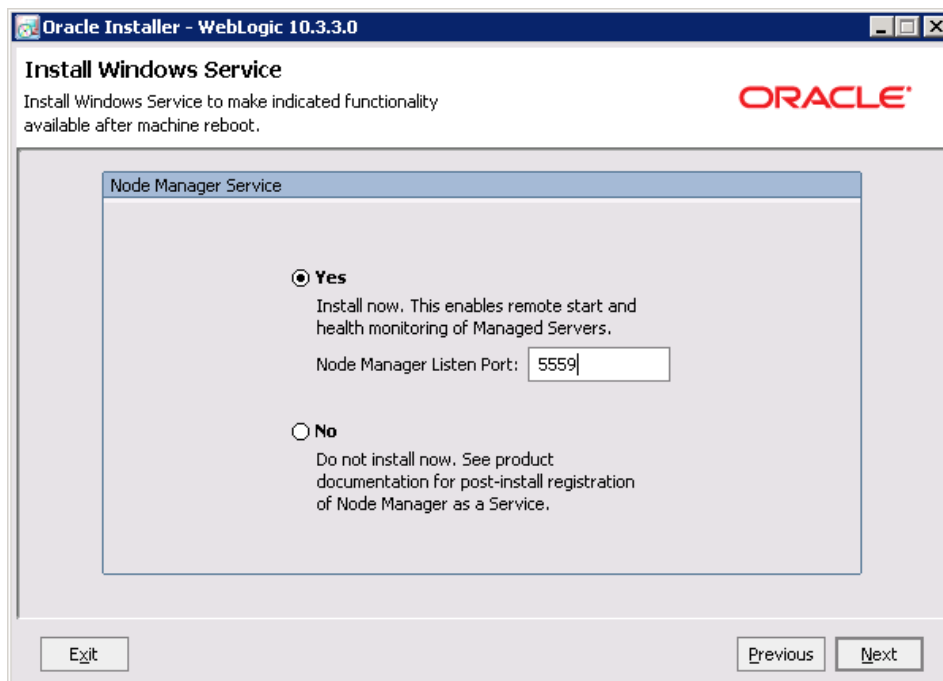 Oracle Installer - WebLogic 10.3.3.0
Install Windows Service
Install Windows Service to make indicated functionality
available after machine reboot.
ORACLE
Node Manager Service
Yes
Install now. This enables remote start and
health monitoring of Managed Servers.
Node Manager Listen Port: 5559
No
Do not install now. See product
documentation for post-install registration
of Node Manager as a Service.
Exit
Previous
Next